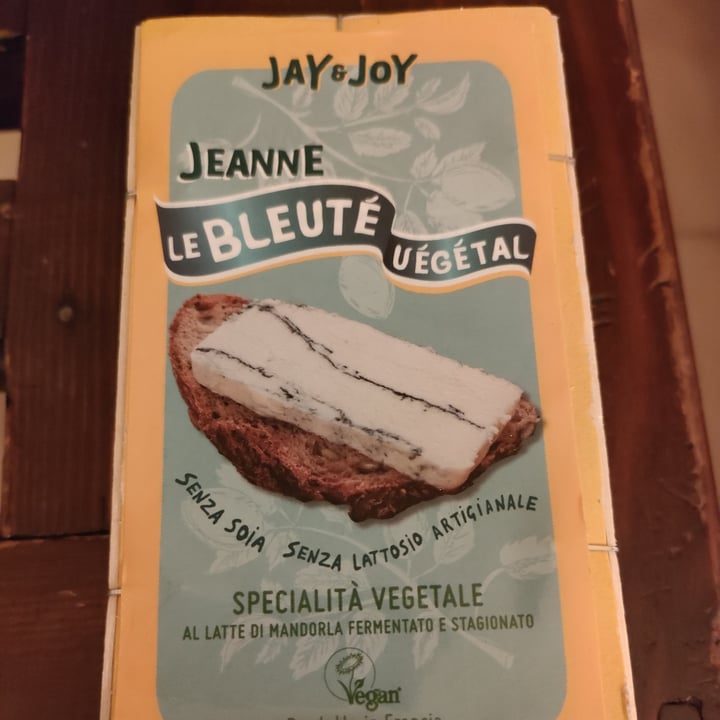 JAY & JOY
JEANNE
LE BLEUTÉ VÉGÉTAL
SENZA SOIA SENZA LATTOSIO ARTIGIANALE
SPECIALITÀ VEGETALE
AL LATTE DI MANDORLA FERMENTATO E STAGIONATO
Vegan